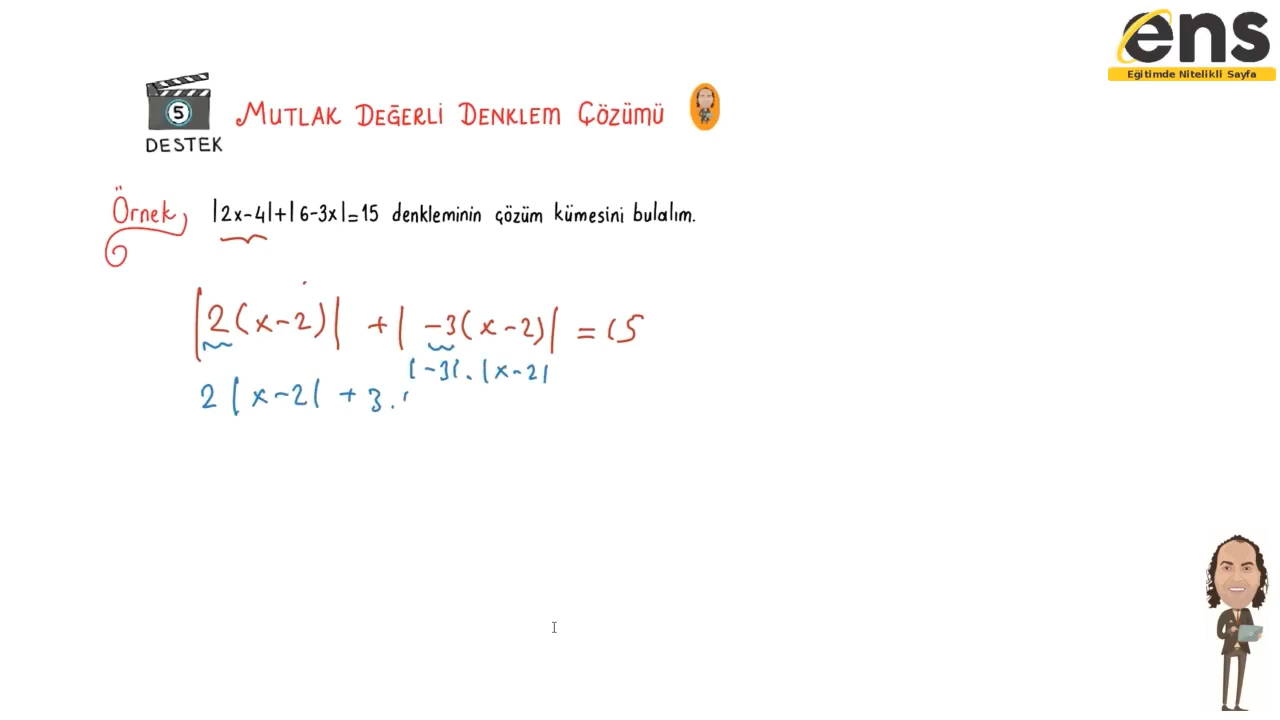 ens
Eğitimde Nitelikli Sayfa
5
DESTEK
MUTLAK DEĞERLİ DENKLEM ÇÖZÜMÜ
Örnek, |2x-4|+|6-3x|=15 denkleminin çözüm kümesini bulalım.
|2(x-2)| + |-3(x-2)| = 15
|-3|.|x-2|
2|x-2| + 3.